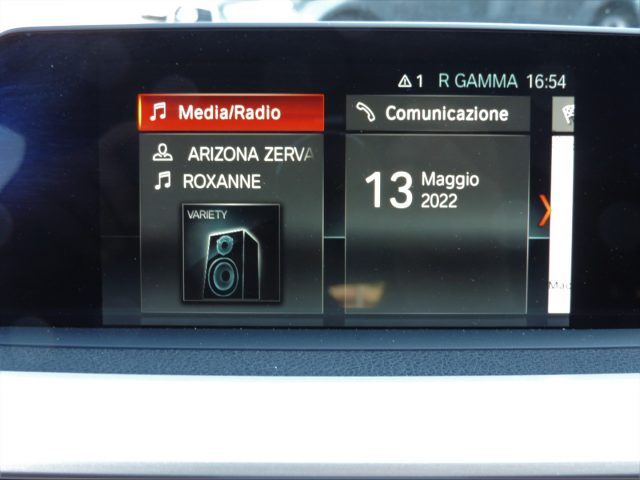 1 R GAMMA 16:54
Media/Radio
ARIZONA ZERVA
ROXANNE
VARIETY
Comunicazione
13 Maggio
2022